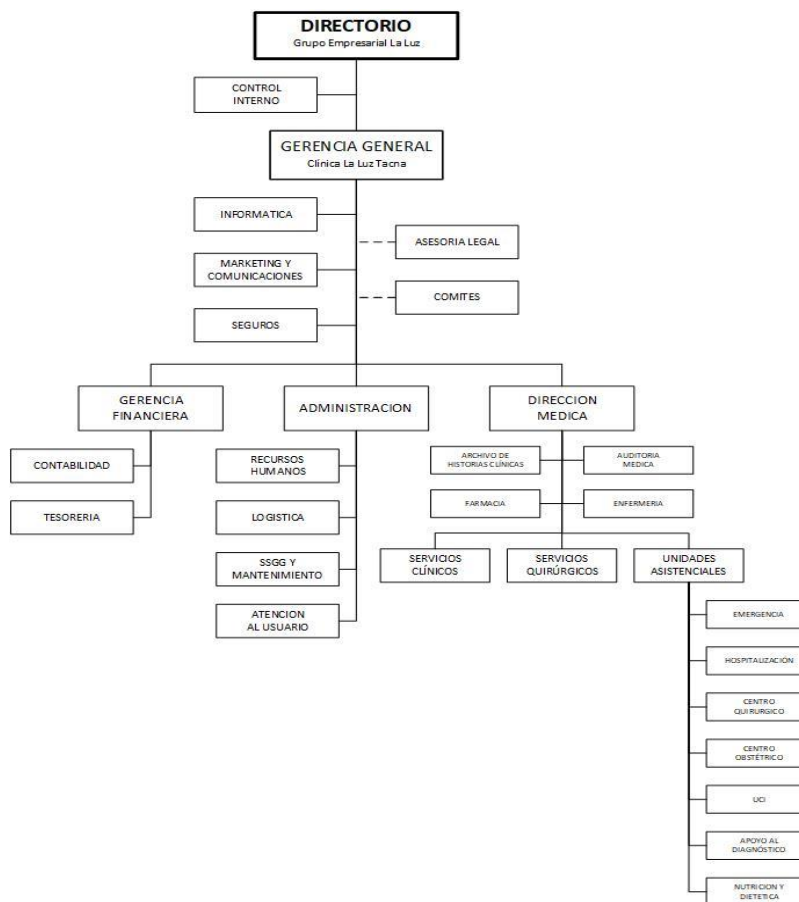 DIRECTORIO
Grupo Empresarial La Luz
CONTROL
INTERNO
GERENCIA GENERAL
Clínica La Luz Tacna
INFORMATICA
ASESORIA LEGAL
MARKETING Y
COMUNICACIONES
COMITES
SEGUROS
GERENCIA
FINANCIERA
ADMINISTRACION
DIRECCION
MEDICA
CONTABILIDAD
TESORERIA
RECURSOS
HUMANOS
LOGISTICA
SSGG Y
MANTENIMIENTO
ATENCION
AL USUARIO
ARCHIVO DE
HISTORIAS CLÍNICAS
AUDITORIA
MEDICA
FARMACIA
ENFERMERIA
SERVICIOS
CLÍNICOS
SERVICIOS
QUIRÚRGICOS
UNIDADES
ASISTENCIALES
EMERGENCIA
HOSPITALIZACIÓN
CENTRO
QUIRURGICO
CENTRO
OBSTÉTRICO
UCI
APOYO AL
DIAGNÓSTICO
NUTRICION Y
DIETETICA